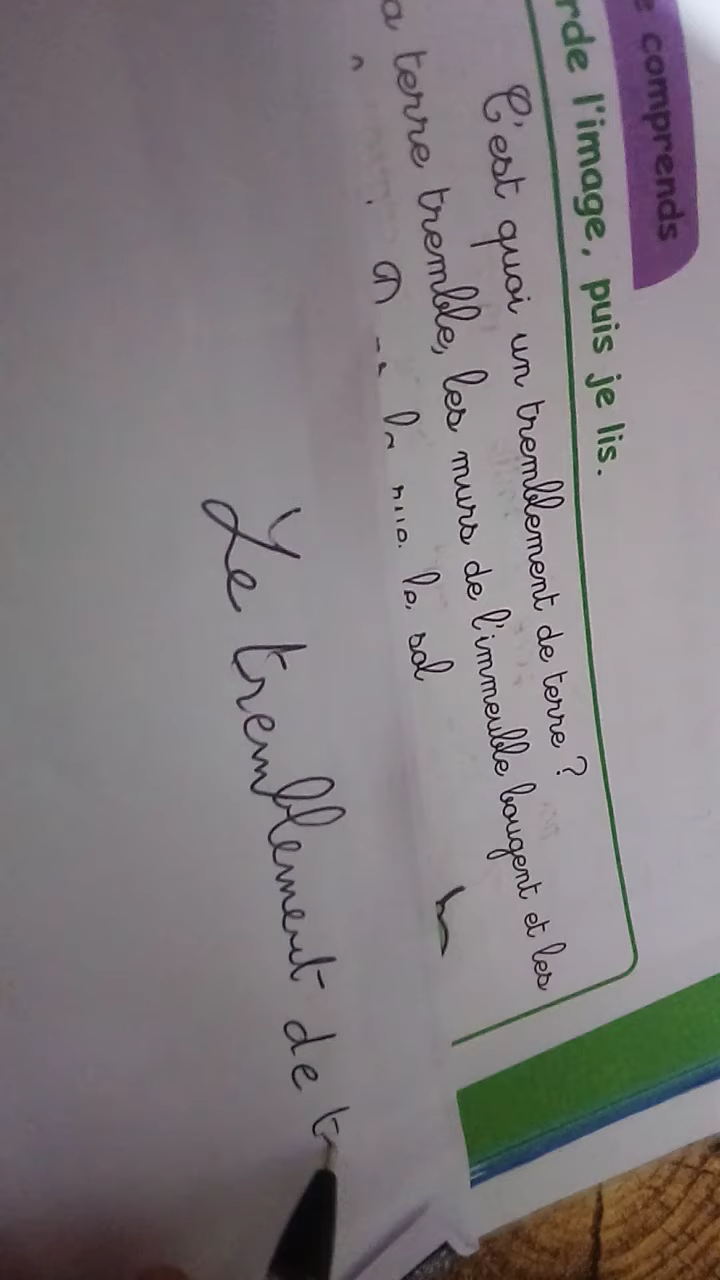 comprends
rde l'image, puis je lis.
C'est quoi un tremblement de terre ?
a terre tremble, les murs de l'immeuble bougent et les
le sol
Le tremblement de t